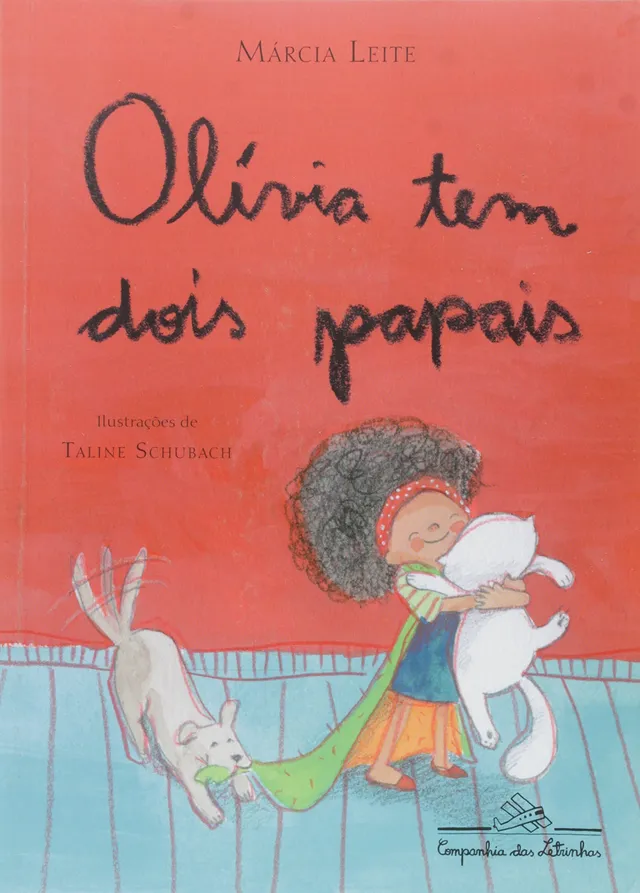 MÁRCIA LEITE
Olívia tem
dois papais
Ilustrações de
TALINE SCHUBACH
Companhia das Letrinhas